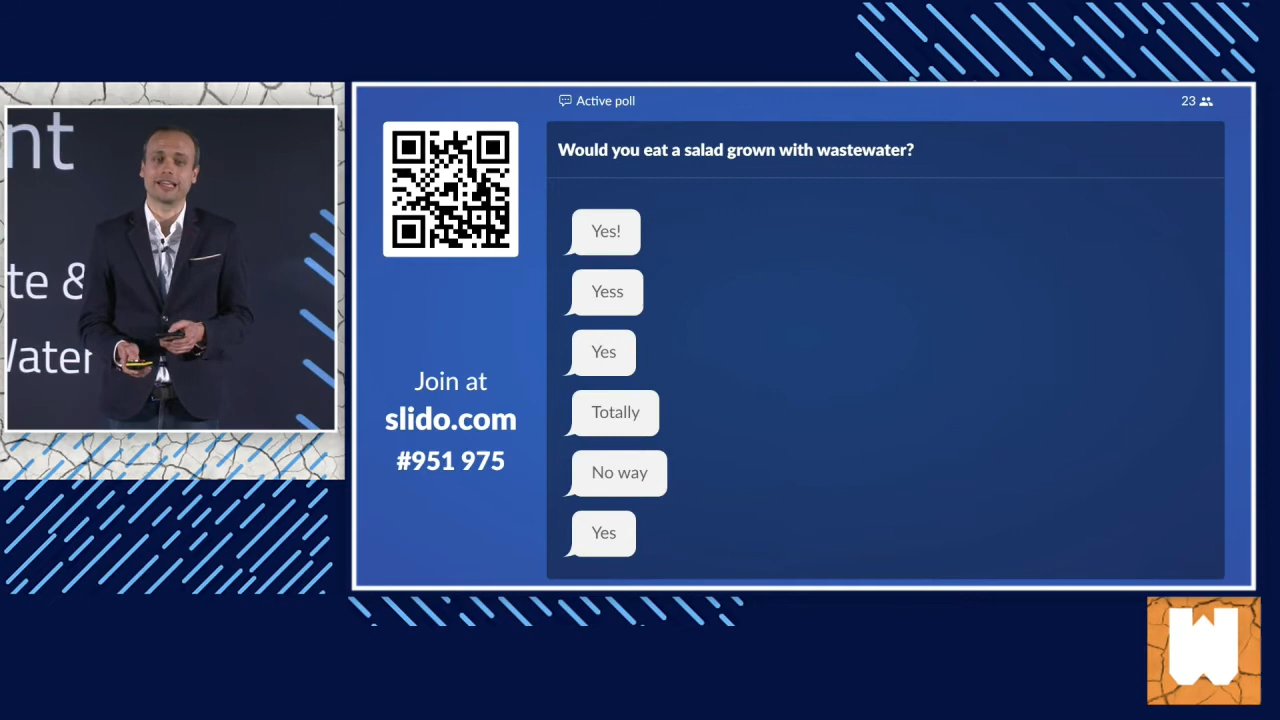 nt
te &
Water
Active poll
23
Would you eat a salad grown with wastewater?
Yes!
Yess
Yes
Totally
No way
Yes
Join at
slido.com
#951 975
W